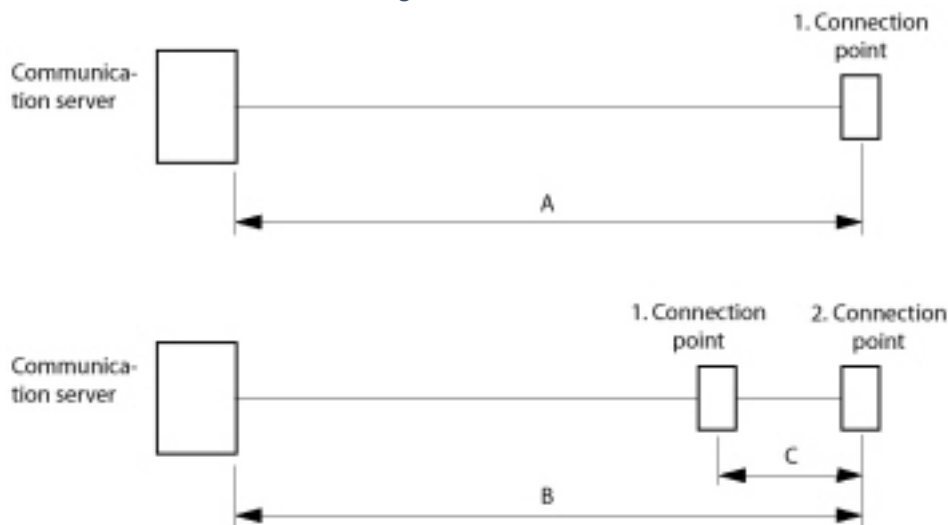 1. Connection
point
Communica-
tion server
A
1. Connection
point
2. Connection
point
Communica-
tion server
C
B